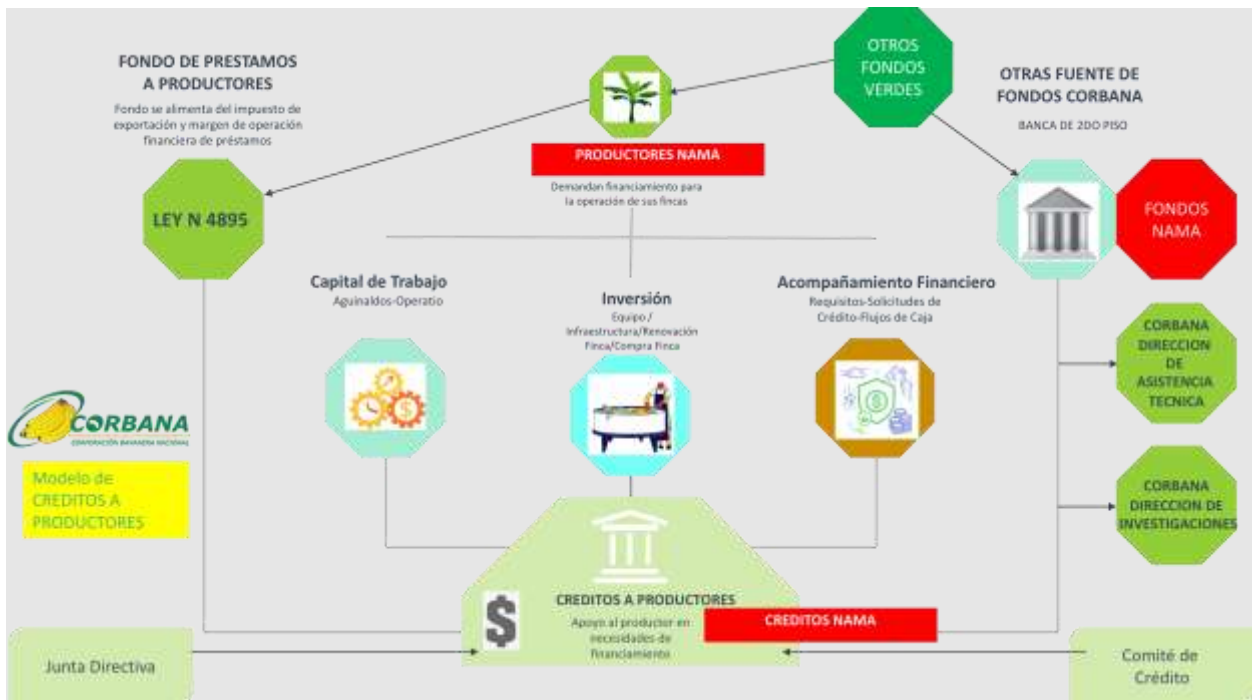 FONDO DE PRESTAMOS
A PRODUCTORES
Fondo se alimenta del impuesto de
exportación y margen de operación
financiera de préstamos
LEY N 4895
PRODUCTORES NAMA
Demandan financiamiento para
la operación de sus fincas
OTROS
FONDOS
VERDES
OTRAS FUENTE DE
FONDOS CORBANA
BANCA DE 2DO PISO
FONDOS
NAMA
Capital de Trabajo
Aguinaldos-Operatio
Inversión
Equipo /
Infraestructura/Renovación
Finca/Compra Finca
Acompañamiento Financiero
Requisitos-Solicitudes de
Crédito-Flujos de Caja
CORBANA
DIRECCION
DE
ASISTENCIA
TECNICA
CORBANA
DIRECCION DE
INVESTIGACIONES
CORBANA
CORPORACIÓN BANANERA NACIONAL
Modelo de
CREDITOS A
PRODUCTORES
$
CREDITOS A PRODUCTORES
Apoyo al productor en
necesidades de
financiamiento
CREDITOS NAMA
Junta Directiva
Comité de
Crédito